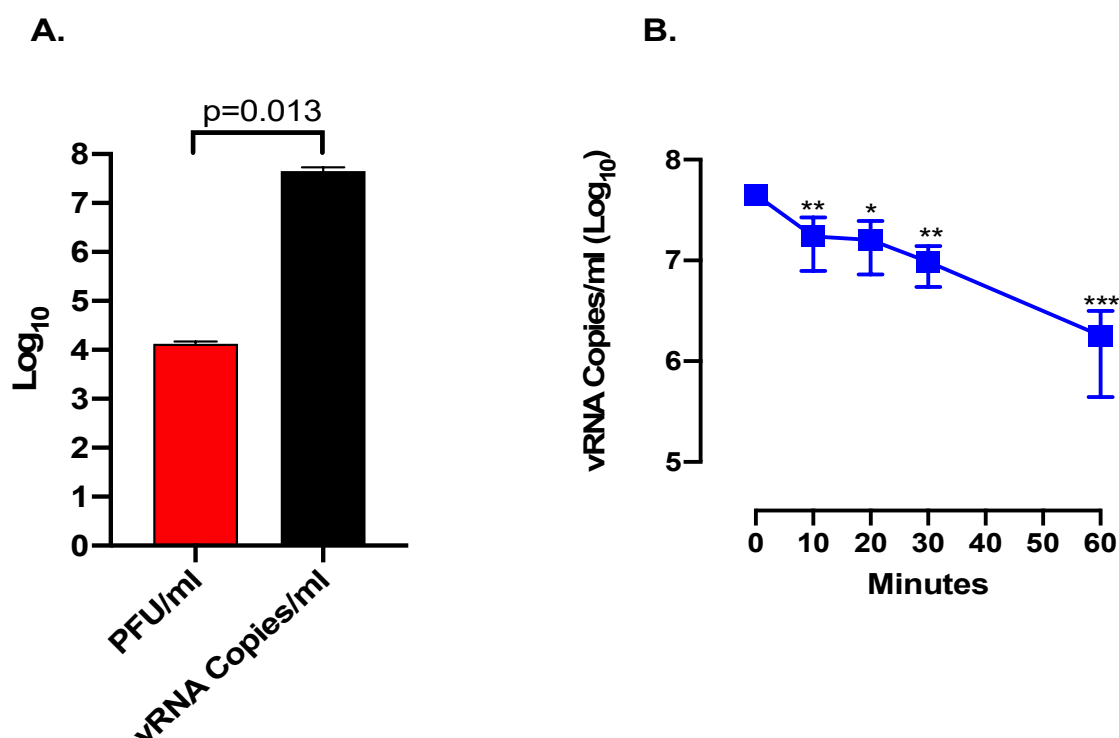 A.
p=0.013
8
7
6
5
4
3
2
1
0
Log10
PFU/ml
vRNA Copies/ml
B.
vRNA Copies/ml (Log10)
8
7
6
5
**
*
**
***
0 10 20 30 40 50 60
Minutes